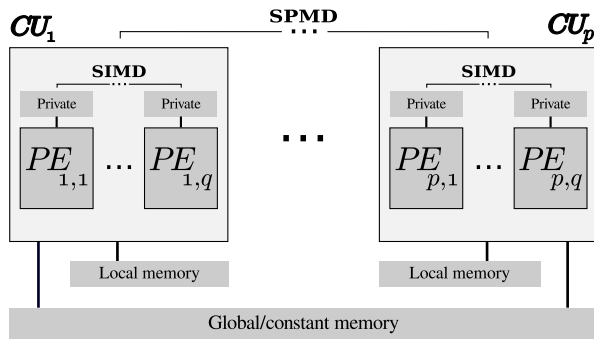 SPMD
...
CU1
CUp
SIMD
...
SIMD
...
Private
Private
Private
Private
PE1,1 ... PE1,q
...
PEp,1 ... PEp,q
Local memory
Local memory
Global/constant memory